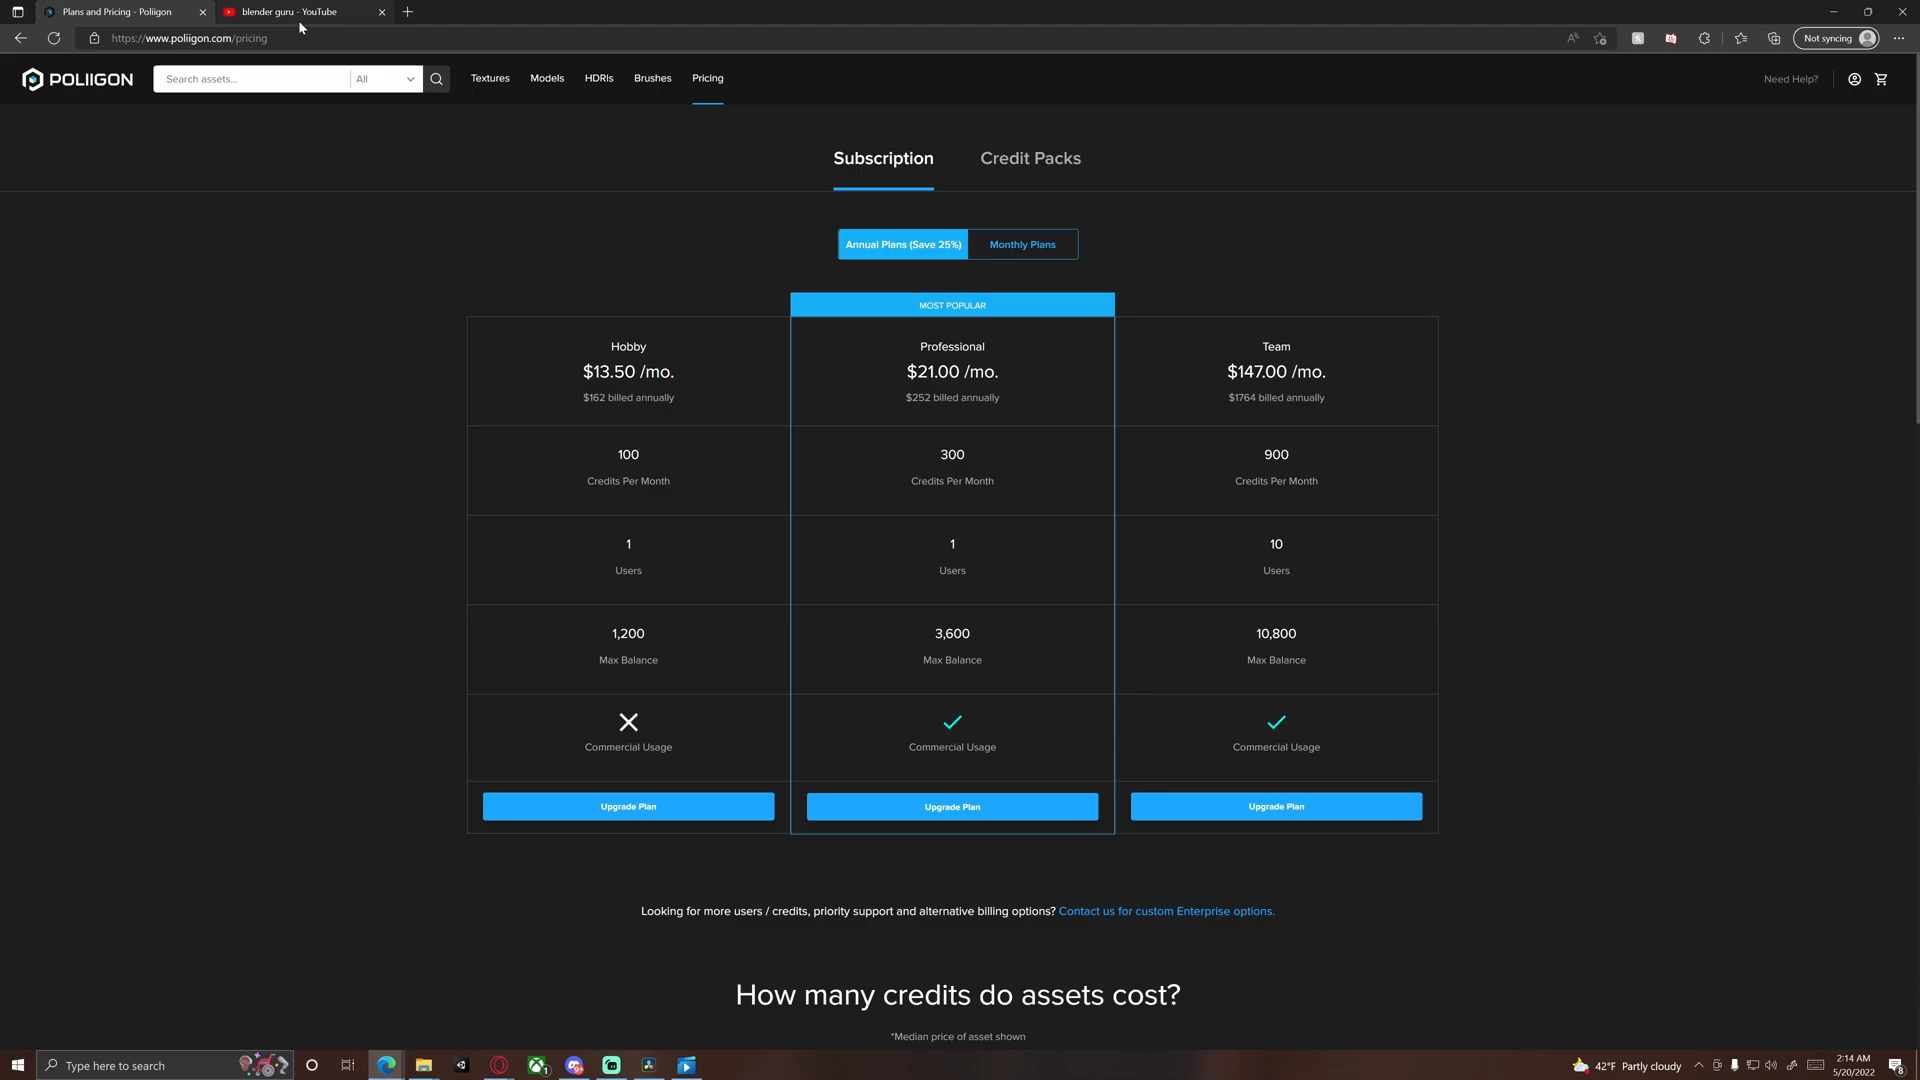 Plans and Pricing - Poliigon
blender guru - YouTube
https://www.poliigon.com/pricing
Not syncing
POLIIGON
Search assets...
All
Textures
Models
HDRIs
Brushes
Pricing
Need Help?
Subscription
Credit Packs
Annual Plans (Save 25%)
Monthly Plans
MOST POPULAR
Hobby
$13.50 /mo.
$162 billed annually
Professional
$21.00 /mo.
$252 billed annually
Team
$147.00 /mo.
$1764 billed annually
100
Credits Per Month
300
Credits Per Month
900
Credits Per Month
1
Users
1
Users
10
Users
1,200
Max Balance
3,600
Max Balance
10,800
Max Balance
Commercial Usage
Commercial Usage
Commercial Usage
Upgrade Plan
Upgrade Plan
Upgrade Plan
Looking for more users / credits, priority support and alternative billing options? Contact us for custom Enterprise options.
How many credits do assets cost?
*Median price of asset shown
Type here to search
1
9+
42°F Partly cloudy
2:14 AM
5/20/2022
8